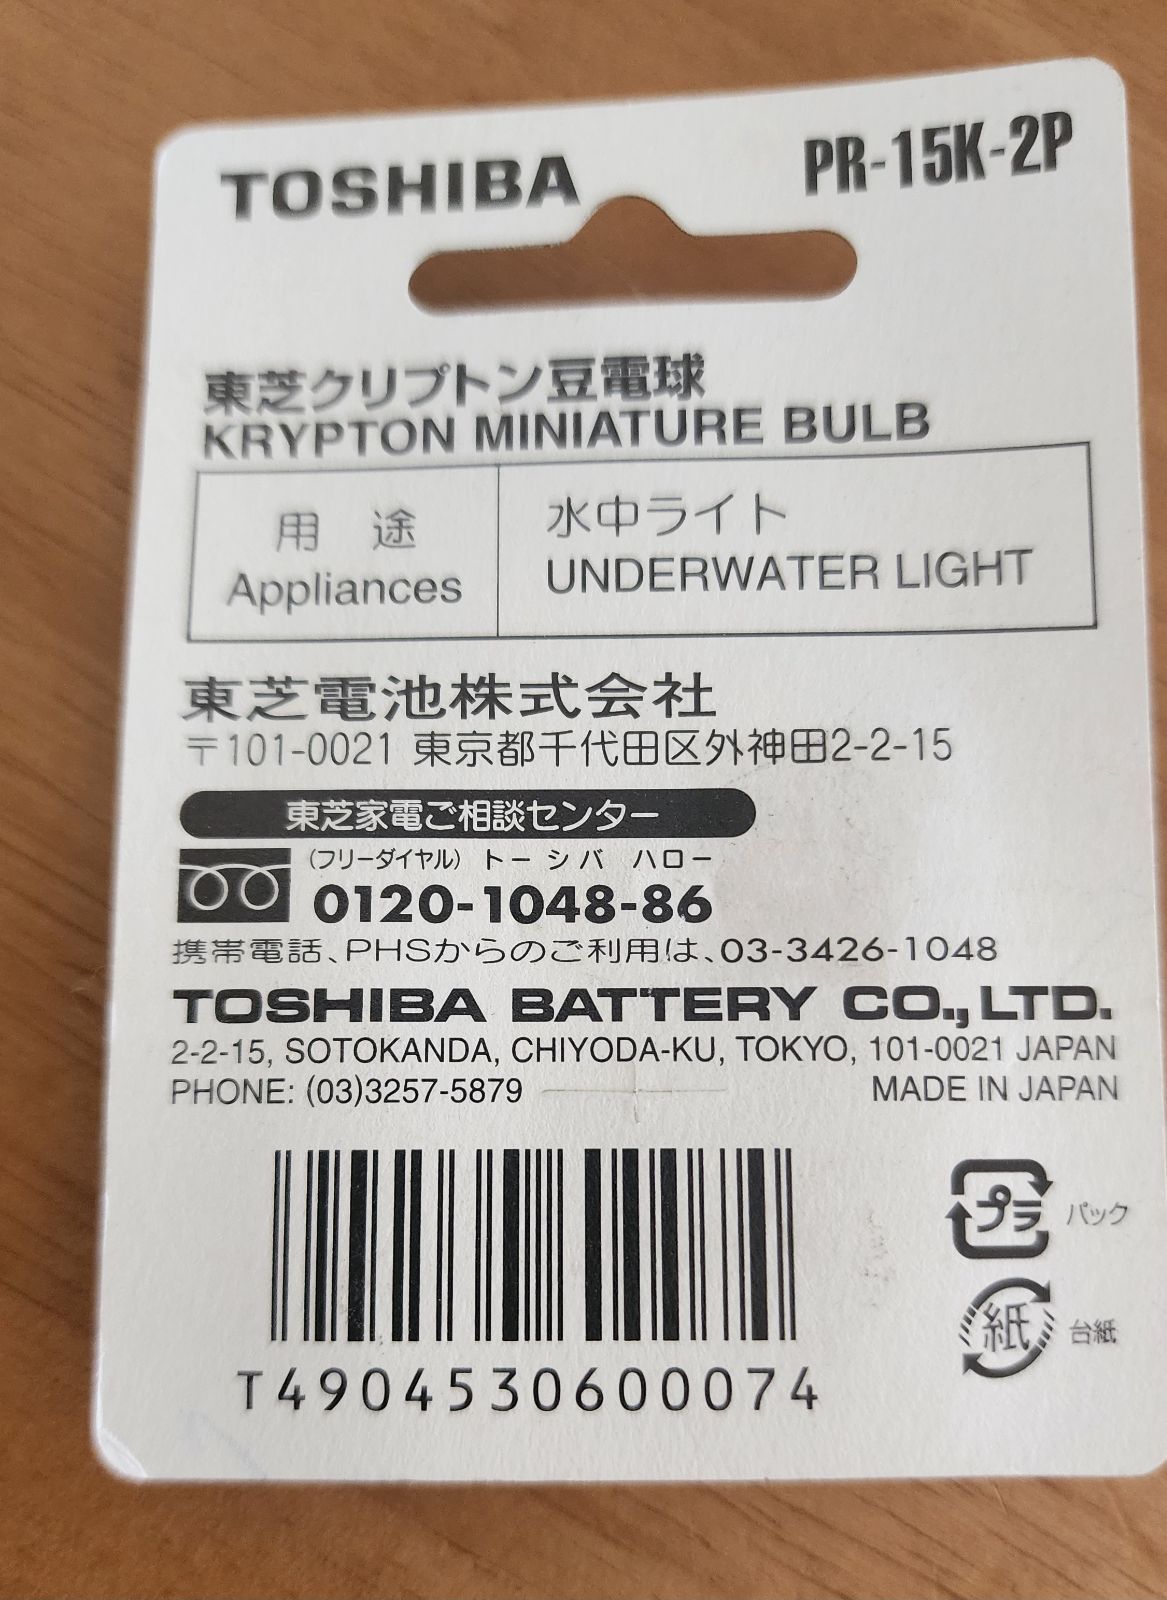 TOSHIBA
PR-15K-2P
東芝クリプトン豆電球
KRYPTON MINIATURE BULB
用 途
Appliances
水中ライト
UNDERWATER LIGHT
東芝電池株式会社
〒101-0021 東京都千代田区外神田2-2-15
東芝家電ご相談センター
(フリーダイヤル) トーシバ ハロー
0120-1048-86
携帯電話、PHSからのご利用は、03-3426-1048
TOSHIBA BATTERY CO., LTD.
2-2-15, SOTOKANDA, CHIYODA-KU, TOKYO, 101-0021 JAPAN
PHONE: (03)3257-5879
MADE IN JAPAN
T4904530600074
プラ パック
紙 台紙